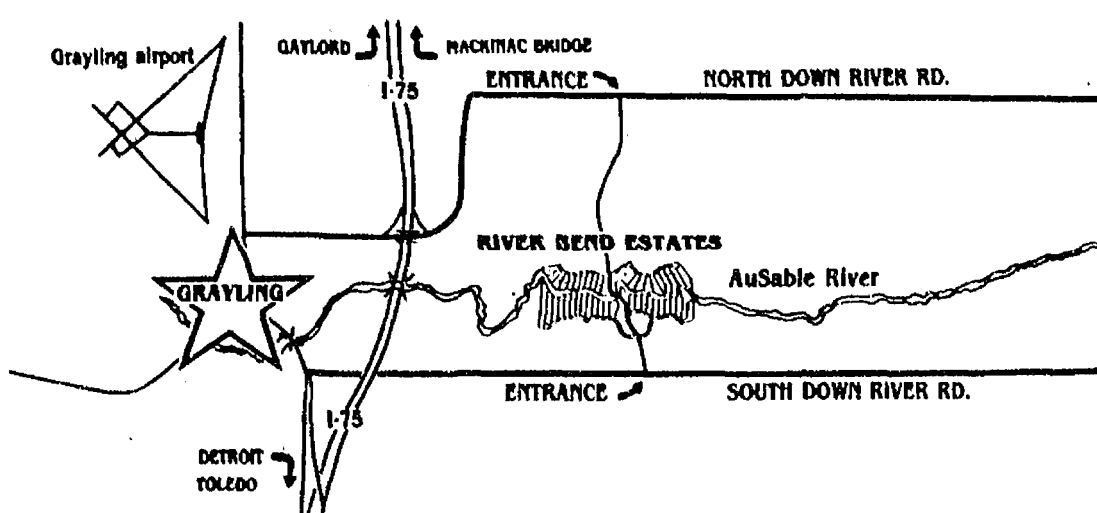 Grayling airport
GAYLORD
MACKINAC BRIDGE
I-75
ENTRANCE
NORTH DOWN RIVER RD.
RIVER BEND ESTATES
GRAYLING
AuSable River
ENTRANCE
SOUTH DOWN RIVER RD.
I-75
DETROIT
TOLEDO